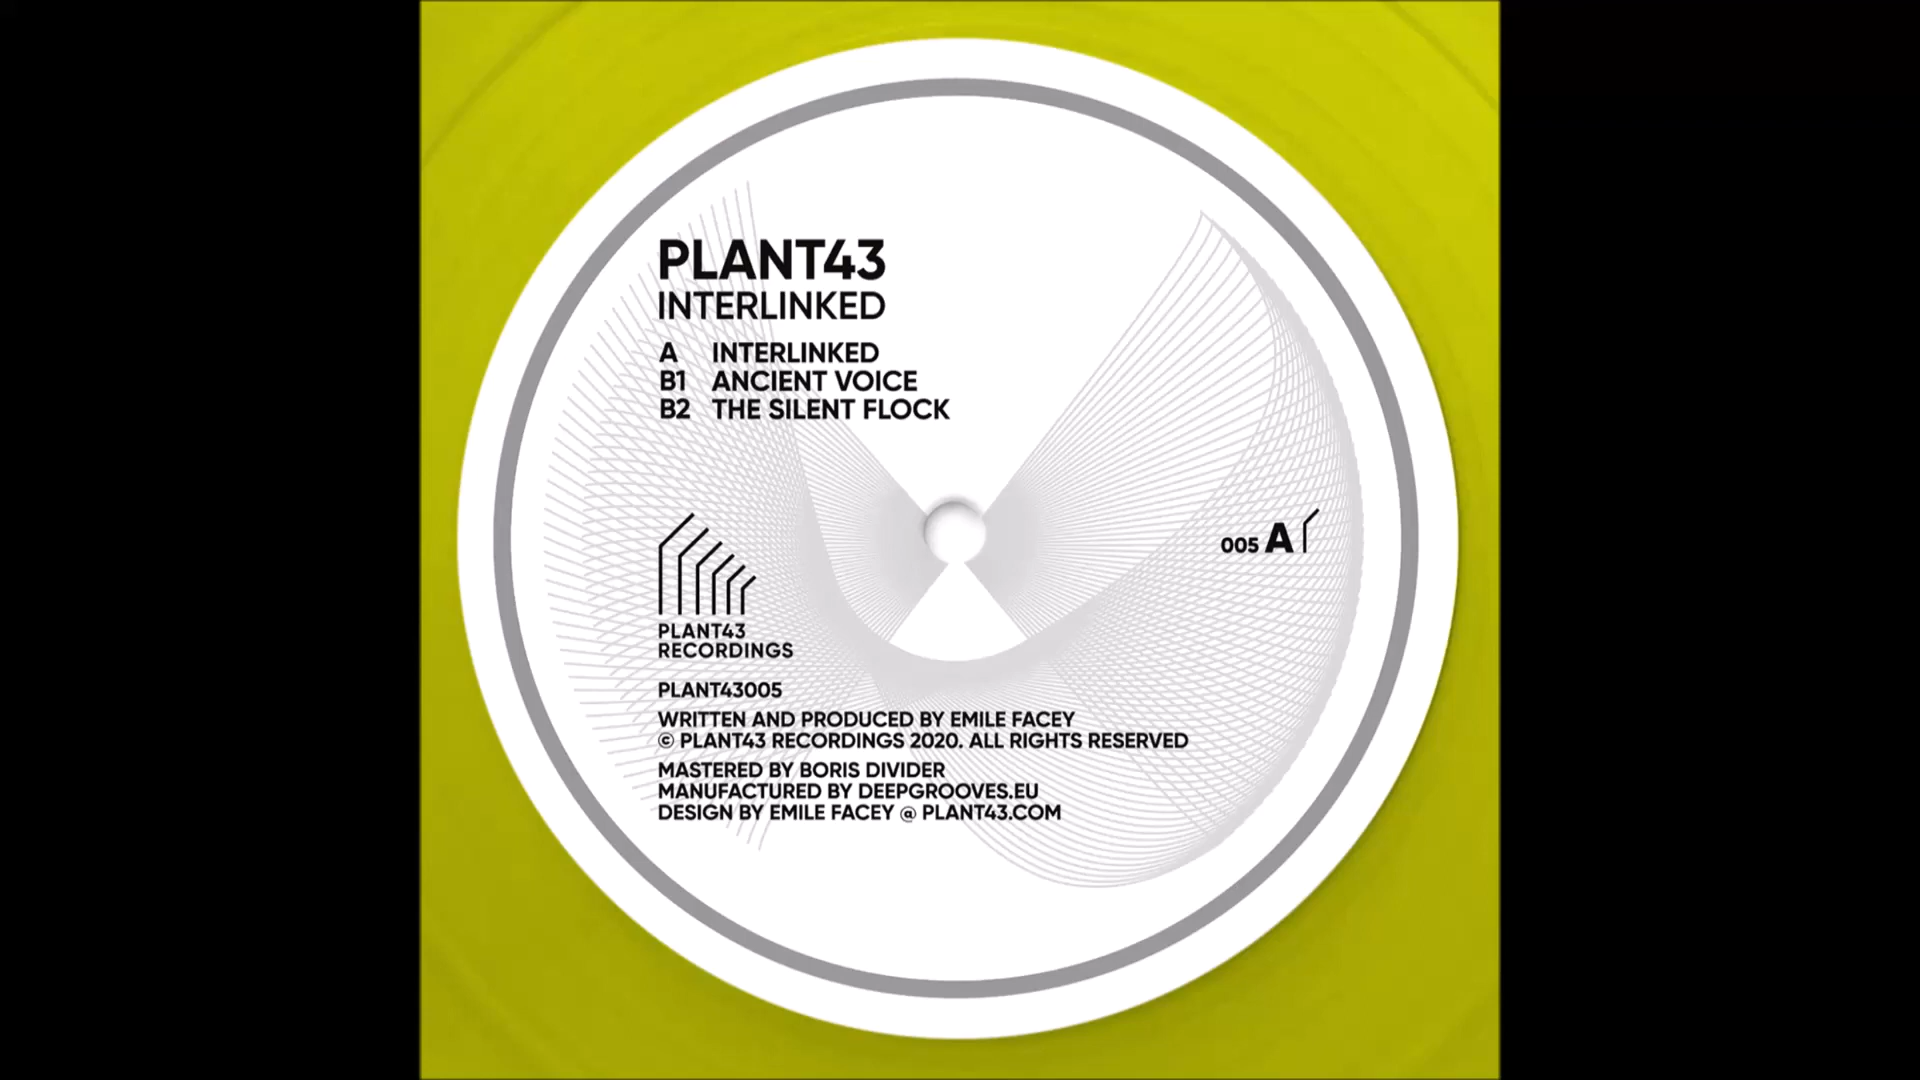 PLANT43
INTERLINKED
A INTERLINKED
B1 ANCIENT VOICE
B2 THE SILENT FLOCK
005 A
PLANT43
RECORDINGS
PLANT43005
WRITTEN AND PRODUCED BY EMILE FACEY
© PLANT43 RECORDINGS 2020. ALL RIGHTS RESERVED
MASTERED BY BORIS DIVIDER
MANUFACTURED BY DEEPGROOVES.EU
DESIGN BY EMILE FACEY @ PLANT43.COM